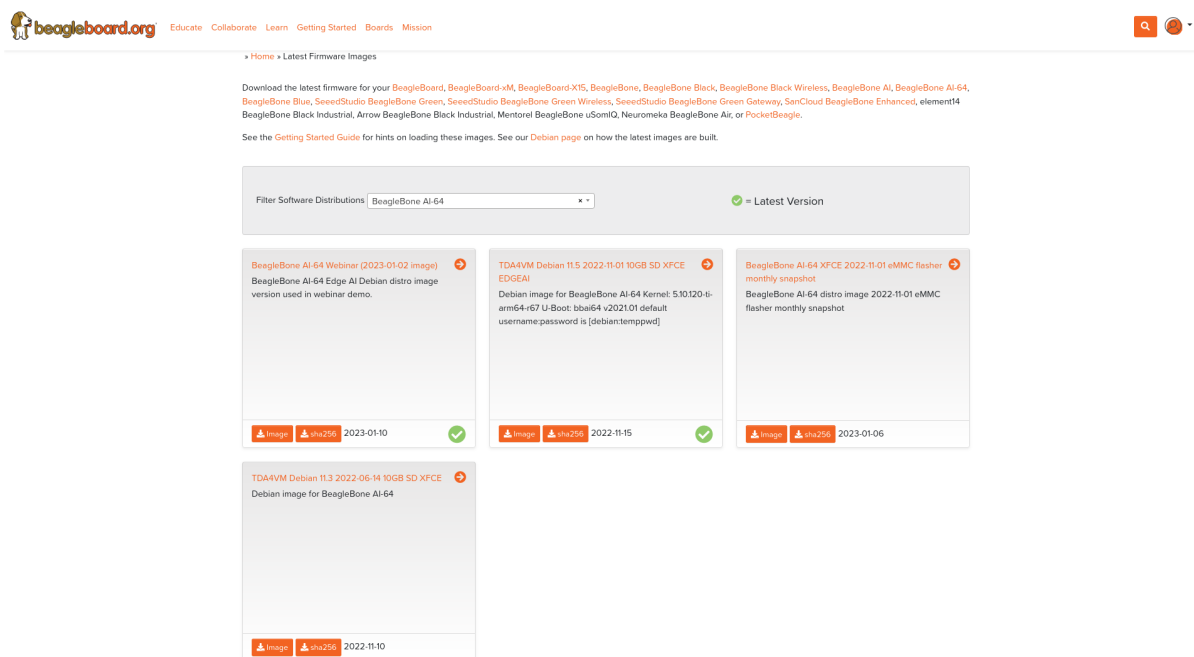 beagleboard.org
Educate Collaborate Learn Getting Started Boards Mission
» Home » Latest Firmware Images
Download the latest firmware for your BeagleBoard, BeagleBoard-xM, BeagleBoard-X15, BeagleBone, BeagleBone Black, BeagleBone Black Wireless, BeagleBone AI, BeagleBone AI-64,
BeagleBone Blue, SeeedStudio BeagleBone Green, SeeedStudio BeagleBone Green Wireless, SeeedStudio BeagleBone Green Gateway, SanCloud BeagleBone Enhanced, element14
BeagleBone Black Industrial, Arrow BeagleBone Black Industrial, Mentorel BeagleBone uSomIQ, Neuromeka BeagleBone Air, or PocketBeagle.
See the Getting Started Guide for hints on loading these images. See our Debian page on how the latest images are built.
Filter Software Distributions BeagleBone AI-64 ×
= Latest Version
BeagleBone AI-64 Webinar (2023-01-02 image)
BeagleBone AI-64 Edge AI Debian distro image
version used in webinar demo.
Image sha256 2023-01-10
TDA4VM Debian 11.5 2022-11-01 10GB SD XFCE
EDGEAI
Debian image for BeagleBone AI-64 Kernel: 5.10.120-ti-
arm64-r67 U-Boot: bbai64 v2021.01 default
username:password is [debian:temppwd]
Image sha256 2022-11-15
BeagleBone AI-64 XFCE 2022-11-01 eMMC flasher
monthly snapshot
BeagleBone AI-64 distro image 2022-11-01 eMMC
flasher monthly snapshot
Image sha256 2023-01-06
TDA4VM Debian 11.3 2022-06-14 10GB SD XFCE
Debian image for BeagleBone AI-64
Image sha256 2022-11-10